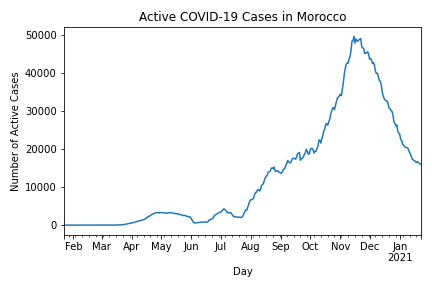 Active COVID-19 Cases in Morocco
50000
40000
30000
20000
10000
0
Number of Active Cases
Feb Mar Apr May Jun Jul Aug Sep Oct Nov Dec Jan
2021
Day